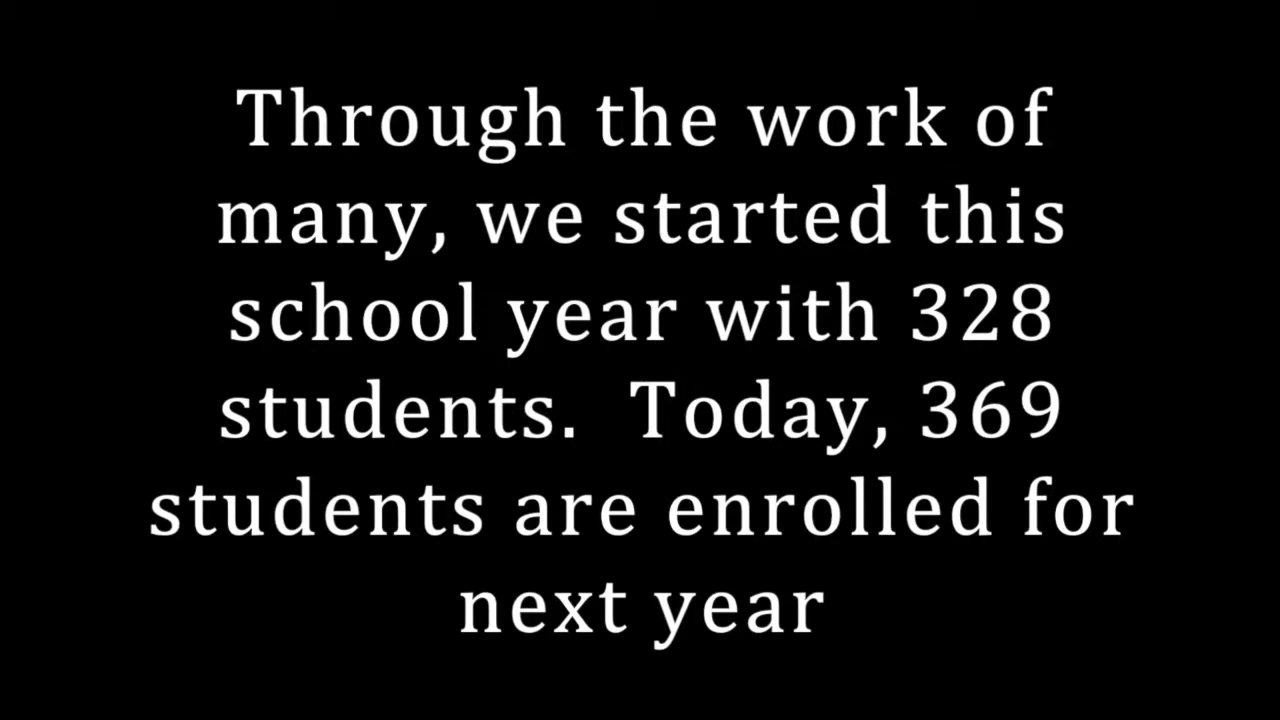 Through the work of
many, we started this
school year with 328
students.  Today, 369
students are enrolled for
next year